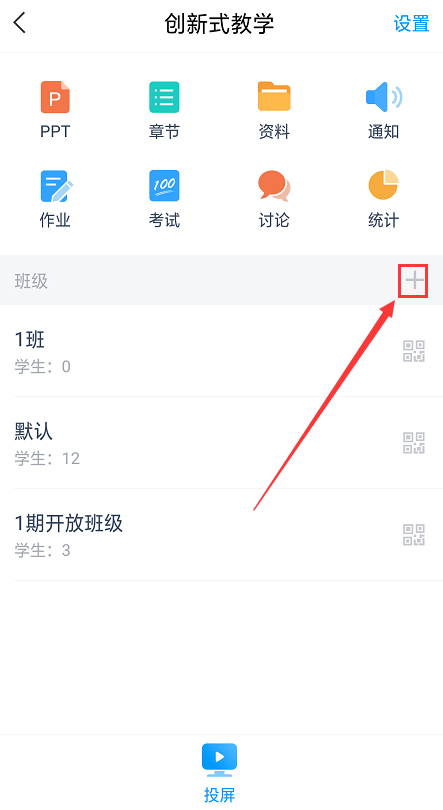 创新式教学
设置
P
PPT
章节
资料
通知
100
作业
考试
讨论
统计
班级
1班
学生：0
默认
学生：12
1期开放班级
学生：3
投屏